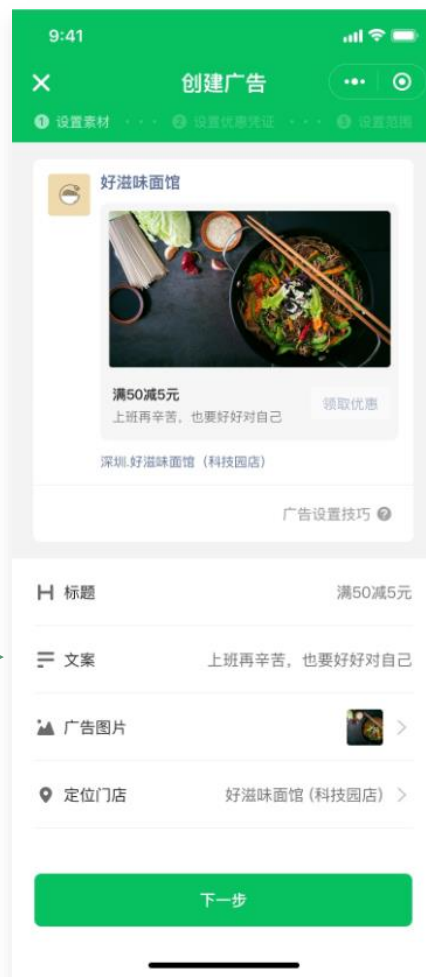 9:41
创建广告
1 设置素材 2 设置优惠凭证 3 设置范围
好滋味面馆
满50减5元
上班再辛苦，也要好好对自己
领取优惠
深圳.好滋味面馆（科技园店）
广告设置技巧 ?
H 标题 满50减5元
文案 上班再辛苦，也要好好对自己
广告图片
定位门店 好滋味面馆 (科技园店)
下一步